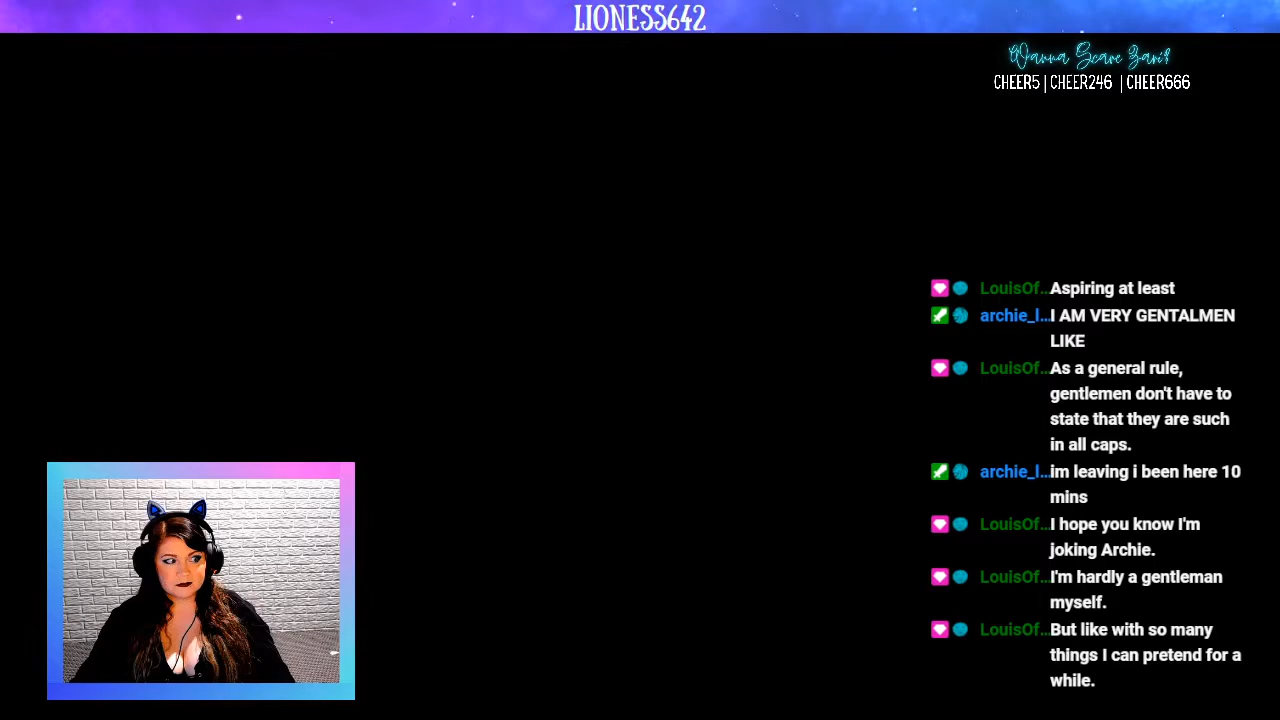 LIONESS642
Wanna Scare Zari?
CHEER5 | CHEER246 | CHEER666
LouisOf... Aspiring at least
archie_l... I AM VERY GENTALMEN
LIKE
LouisOf... As a general rule,
gentlemen don't have to
state that they are such
in all caps.
archie_l... im leaving i been here 10
mins
LouisOf... I hope you know I'm
joking Archie.
LouisOf... I'm hardly a gentleman
myself.
LouisOf... But like with so many
things I can pretend for a
while.